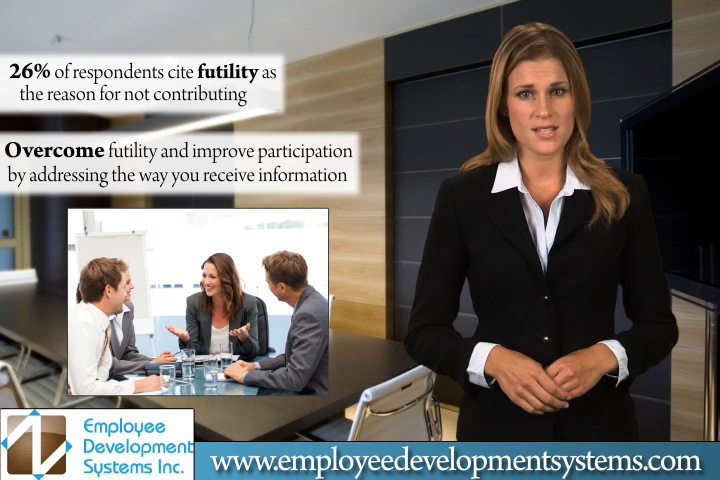 26% of respondents cite futility as
the reason for not contributing
Overcome futility and improve participation
by addressing the way you receive information
Employee
Development
Systems Inc.
www.employeedevelopmentsystems.com